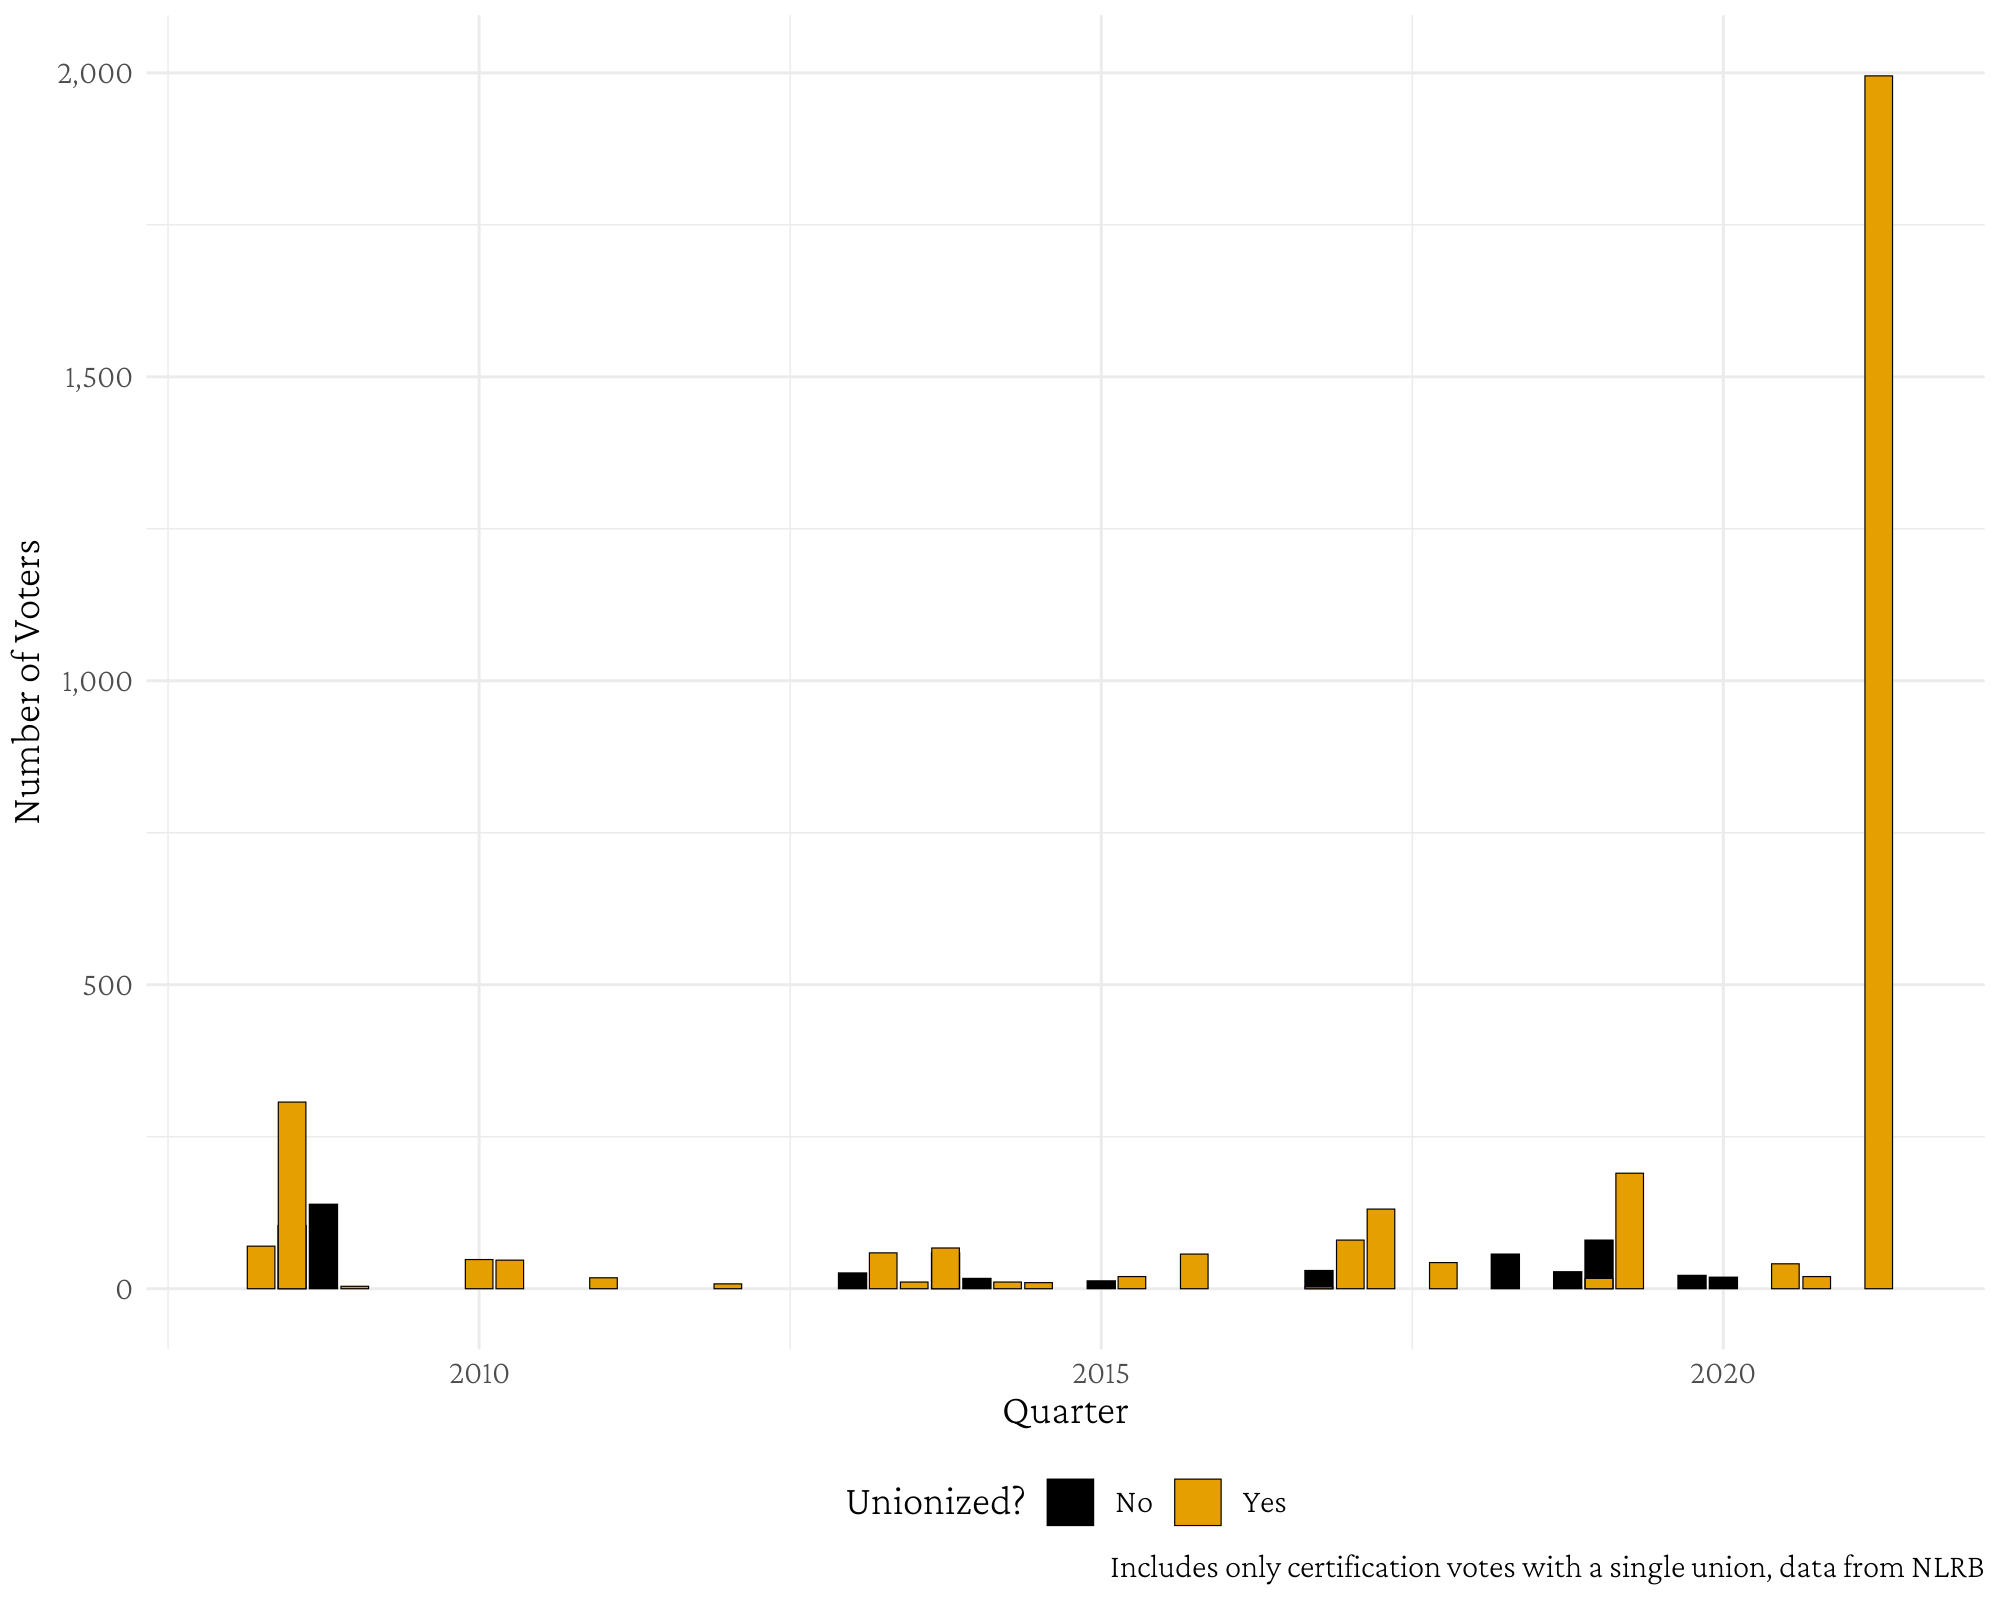 2,000
1,500
1,000
500
0
Number of Voters
2010 2015 2020
Quarter
Unionized? No Yes
Includes only certification votes with a single union, data from NLRB